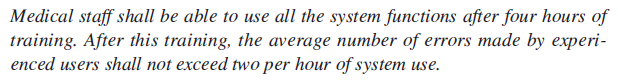 Medical staff shall be able to use all the system functions after four hours of
training. After this training, the average number of errors made by experi-
enced users shall not exceed two per hour of system use.